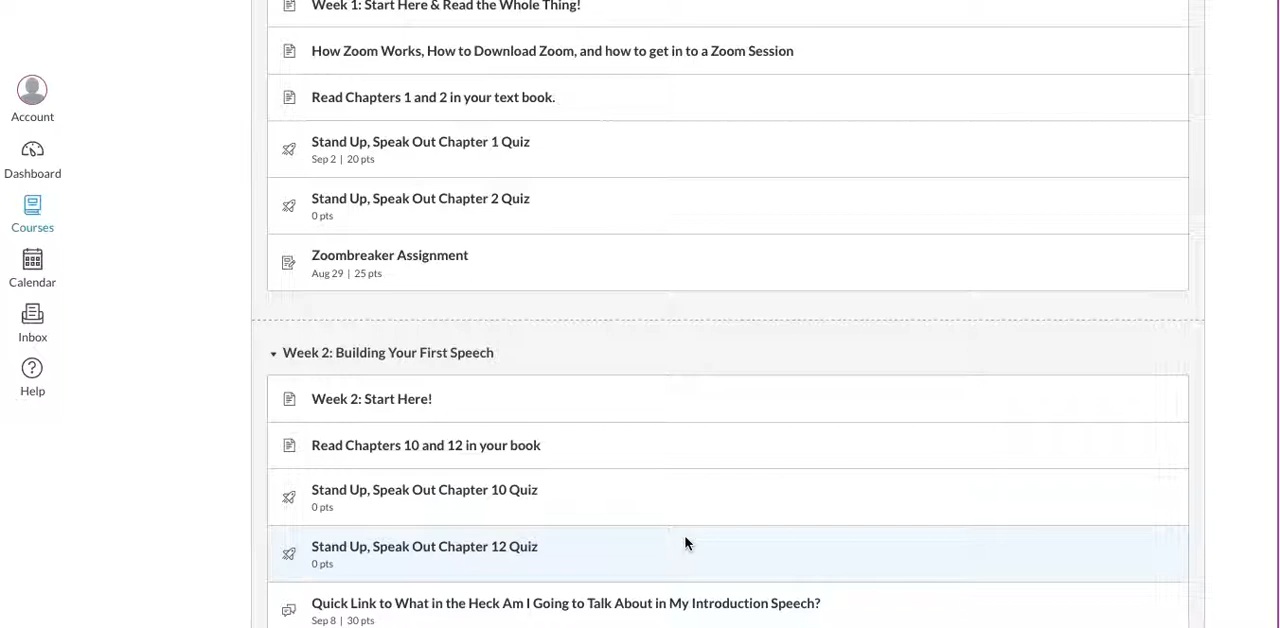 Account
Dashboard
Courses
Calendar
Inbox
Help
Week 1: Start Here & Read the Whole Thing!
How Zoom Works, How to Download Zoom, and how to get in to a Zoom Session
Read Chapters 1 and 2 in your text book.
Stand Up, Speak Out Chapter 1 Quiz
Sep 2 | 20 pts
Stand Up, Speak Out Chapter 2 Quiz
0 pts
Zoombreaker Assignment
Aug 29 | 25 pts
Week 2: Building Your First Speech
Week 2: Start Here!
Read Chapters 10 and 12 in your book
Stand Up, Speak Out Chapter 10 Quiz
0 pts
Stand Up, Speak Out Chapter 12 Quiz
0 pts
Quick Link to What in the Heck Am I Going to Talk About in My Introduction Speech?
Sep 8 | 30 pts